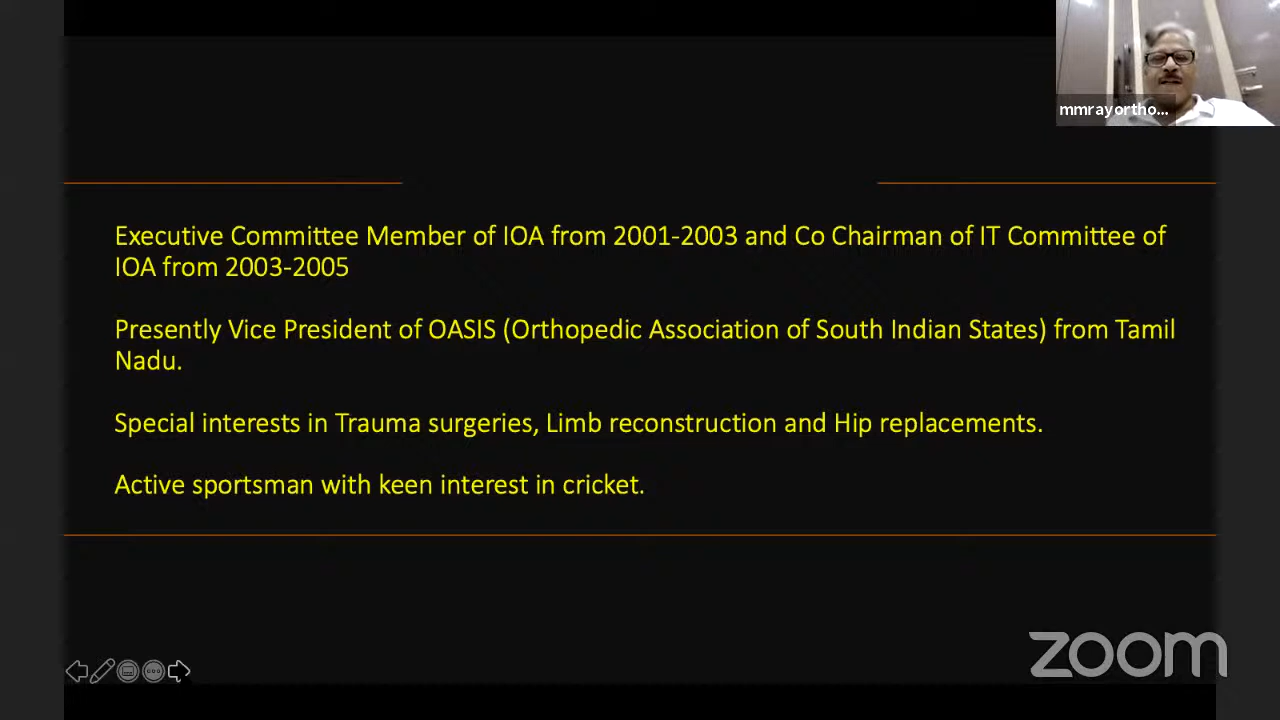 mmrayortho...
Executive Committee Member of IOA from 2001-2003 and Co Chairman of IT Committee of
IOA from 2003-2005
Presently Vice President of OASIS (Orthopedic Association of South Indian States) from Tamil
Nadu.
Special interests in Trauma surgeries, Limb reconstruction and Hip replacements.
Active sportsman with keen interest in cricket.
zoom